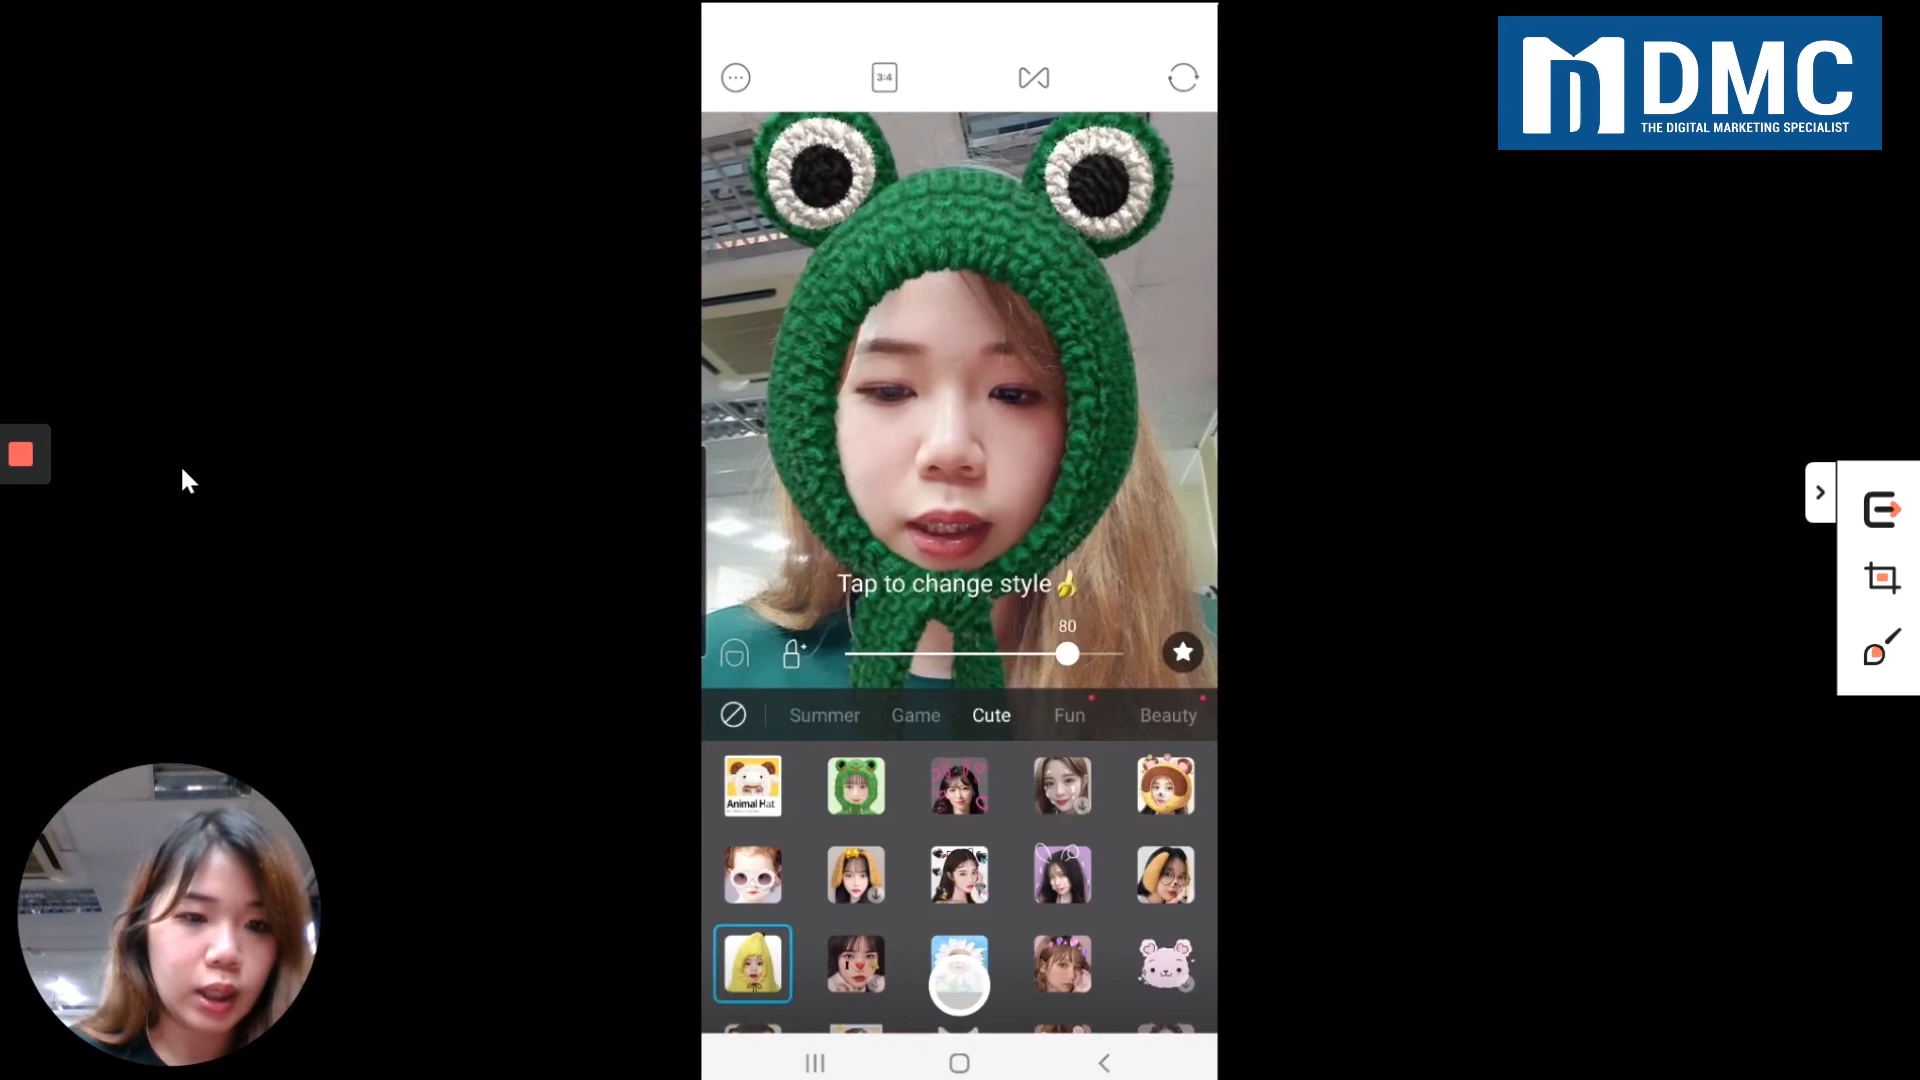 3:4
DMC
THE DIGITAL MARKETING SPECIALIST
Tap to change style🍌
80
Summer Game Cute Fun Beauty
Animal Hat
I